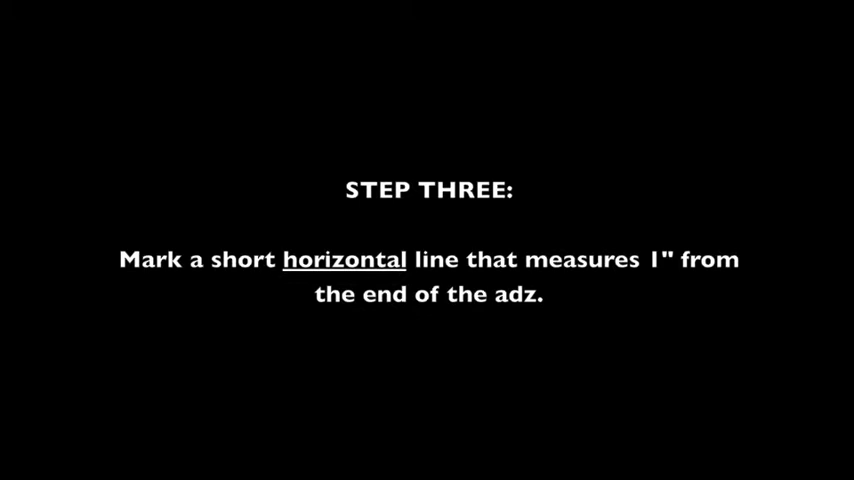 STEP THREE:
Mark a short horizontal line that measures 1" from
the end of the adz.